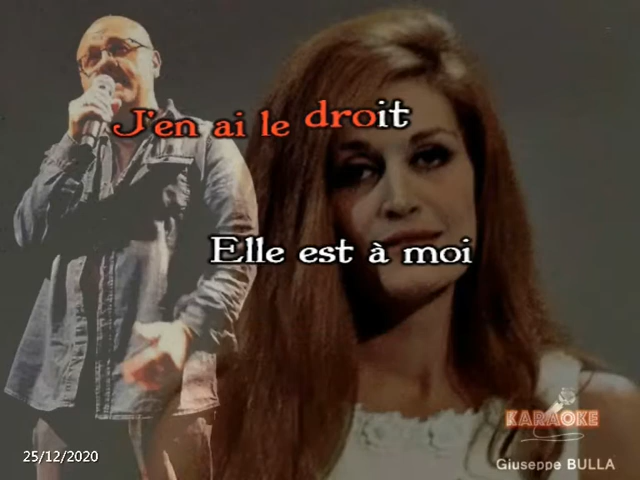 J'en ai le droit
Elle est à moi
KARAOKE
25/12/2020
Giuseppe BULLA